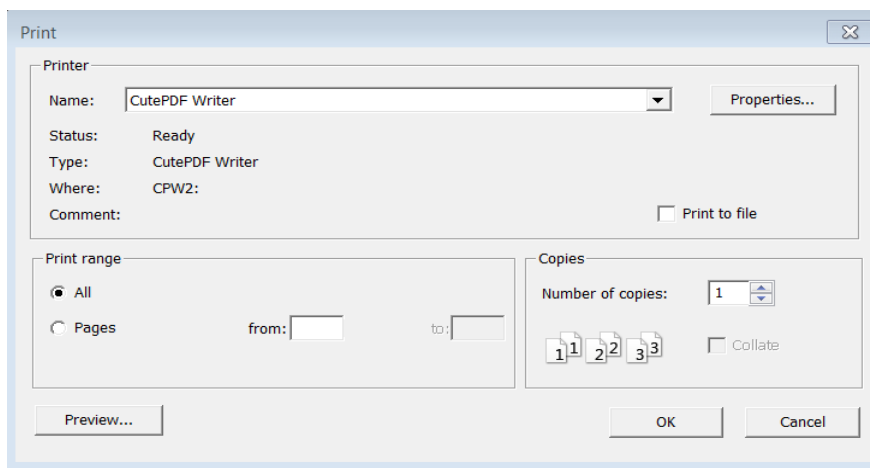 Print
Printer
Name: CutePDF Writer Properties...
Status: Ready
Type: CutePDF Writer
Where: CPW2:
Comment: Print to file
Print range Copies
All Number of copies: 1
Pages from: to:
1 1 2 2 3 3 Collate
Preview... OK Cancel